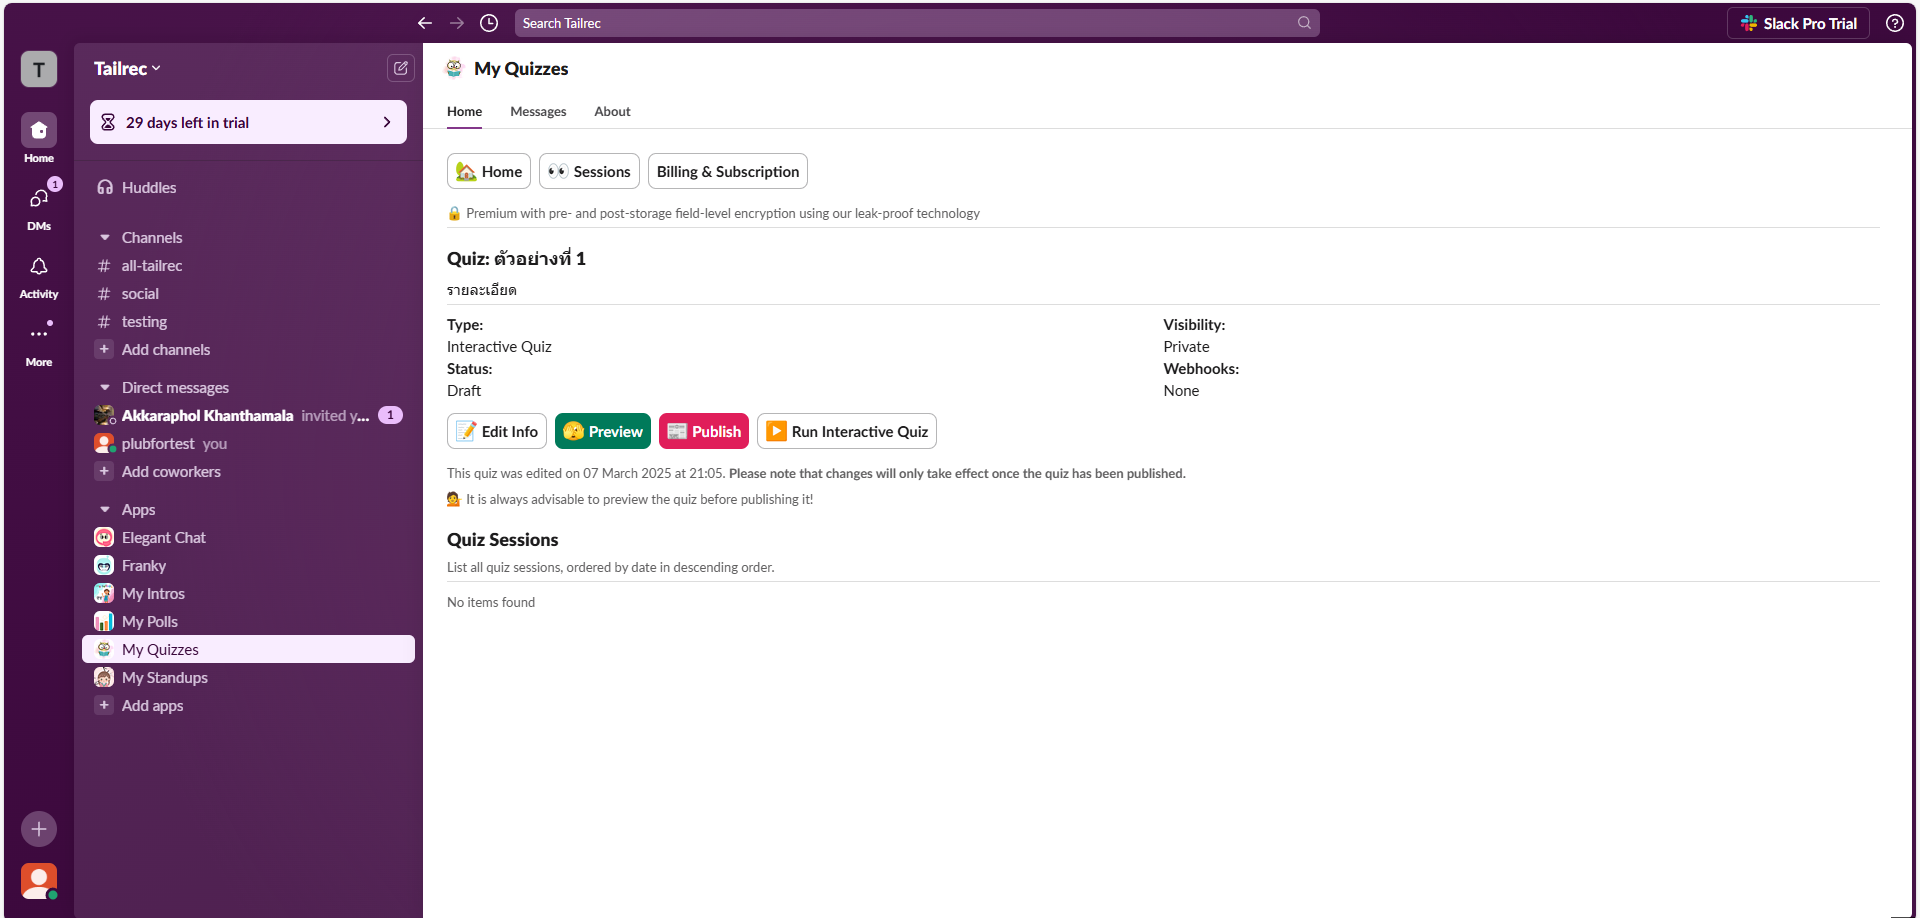 Search Tailrec
Slack Pro Trial
T
Home
1
DMs
Activity
More
Tailrec
29 days left in trial
Huddles
Channels
# all-tailrec
# social
# testing
+ Add channels
Direct messages
Akkaraphol Khanthamala invited y... 1
plubfortest you
+ Add coworkers
Apps
Elegant Chat
Franky
My Intros
My Polls
My Quizzes
My Standups
+ Add apps
My Quizzes
Home Messages About
🏡 Home 👀 Sessions Billing & Subscription
🔒 Premium with pre- and post-storage field-level encryption using our leak-proof technology
Quiz: ตัวอย่างที่ 1
รายละเอียด
Type:
Interactive Quiz
Status:
Draft
Visibility:
Private
Webhooks:
None
📝 Edit Info 🫣 Preview 📰 Publish ▶️ Run Interactive Quiz
This quiz was edited on 07 March 2025 at 21:05. Please note that changes will only take effect once the quiz has been published.
💁 It is always advisable to preview the quiz before publishing it!
Quiz Sessions
List all quiz sessions, ordered by date in descending order.
No items found